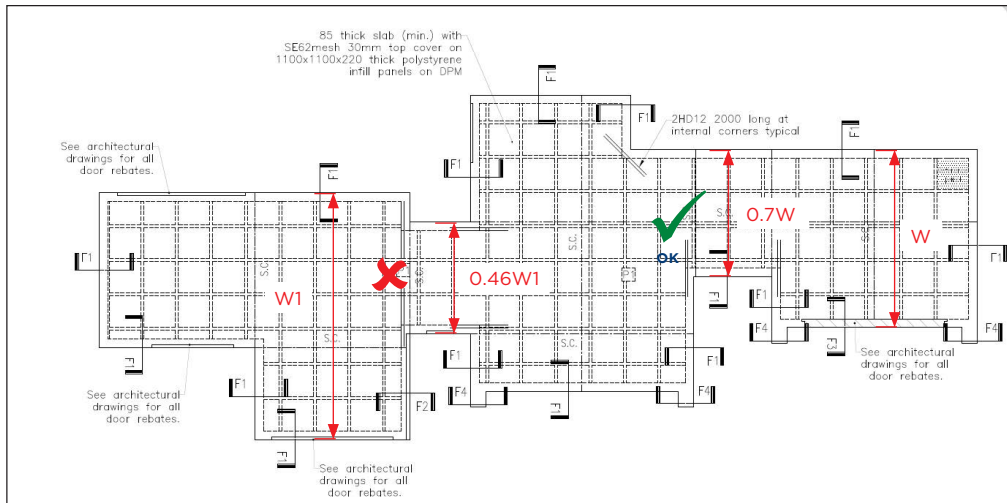 85 thick slab (min.) with
SE62mesh 30mm top cover on
1100x1100x220 thick polystyrene
infill panels on DPM
F1
F1
2HD12 2000 long at
internal corners typical
F1
See architectural
drawings for all
door rebates.
F1
F1
0.7W
S.C.
S.C.
W
OK
S.C.
F1
F1
S.C.
W1
S.C.
0.46W1
F1
F1
S.C.
S.C.
F1
F1
F1
F4
F3
F4
See architectural
drawings for all
door rebates.
See architectural
drawings for all
door rebates.
F1
F2
F4
F1
F4
F1
See architectural
drawings for all
door rebates.